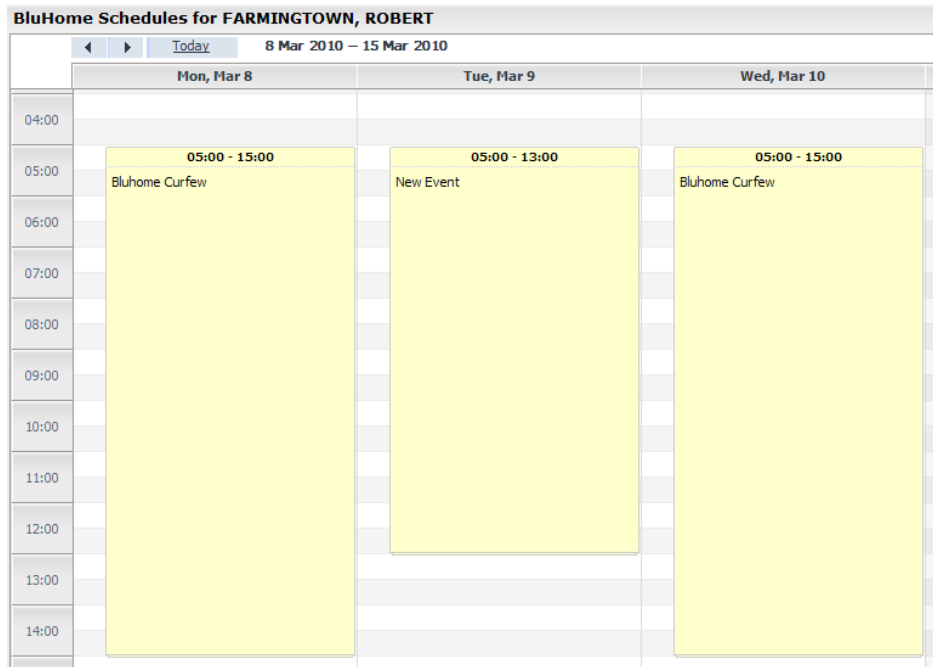 BluHome Schedules for FARMINGTOWN, ROBERT
Today 8 Mar 2010 – 15 Mar 2010
Mon, Mar 8 Tue, Mar 9 Wed, Mar 10
04:00
05:00 - 15:00 05:00 - 13:00 05:00 - 15:00
05:00
Bluhome Curfew New Event Bluhome Curfew
06:00
07:00
08:00
09:00
10:00
11:00
12:00
13:00
14:00